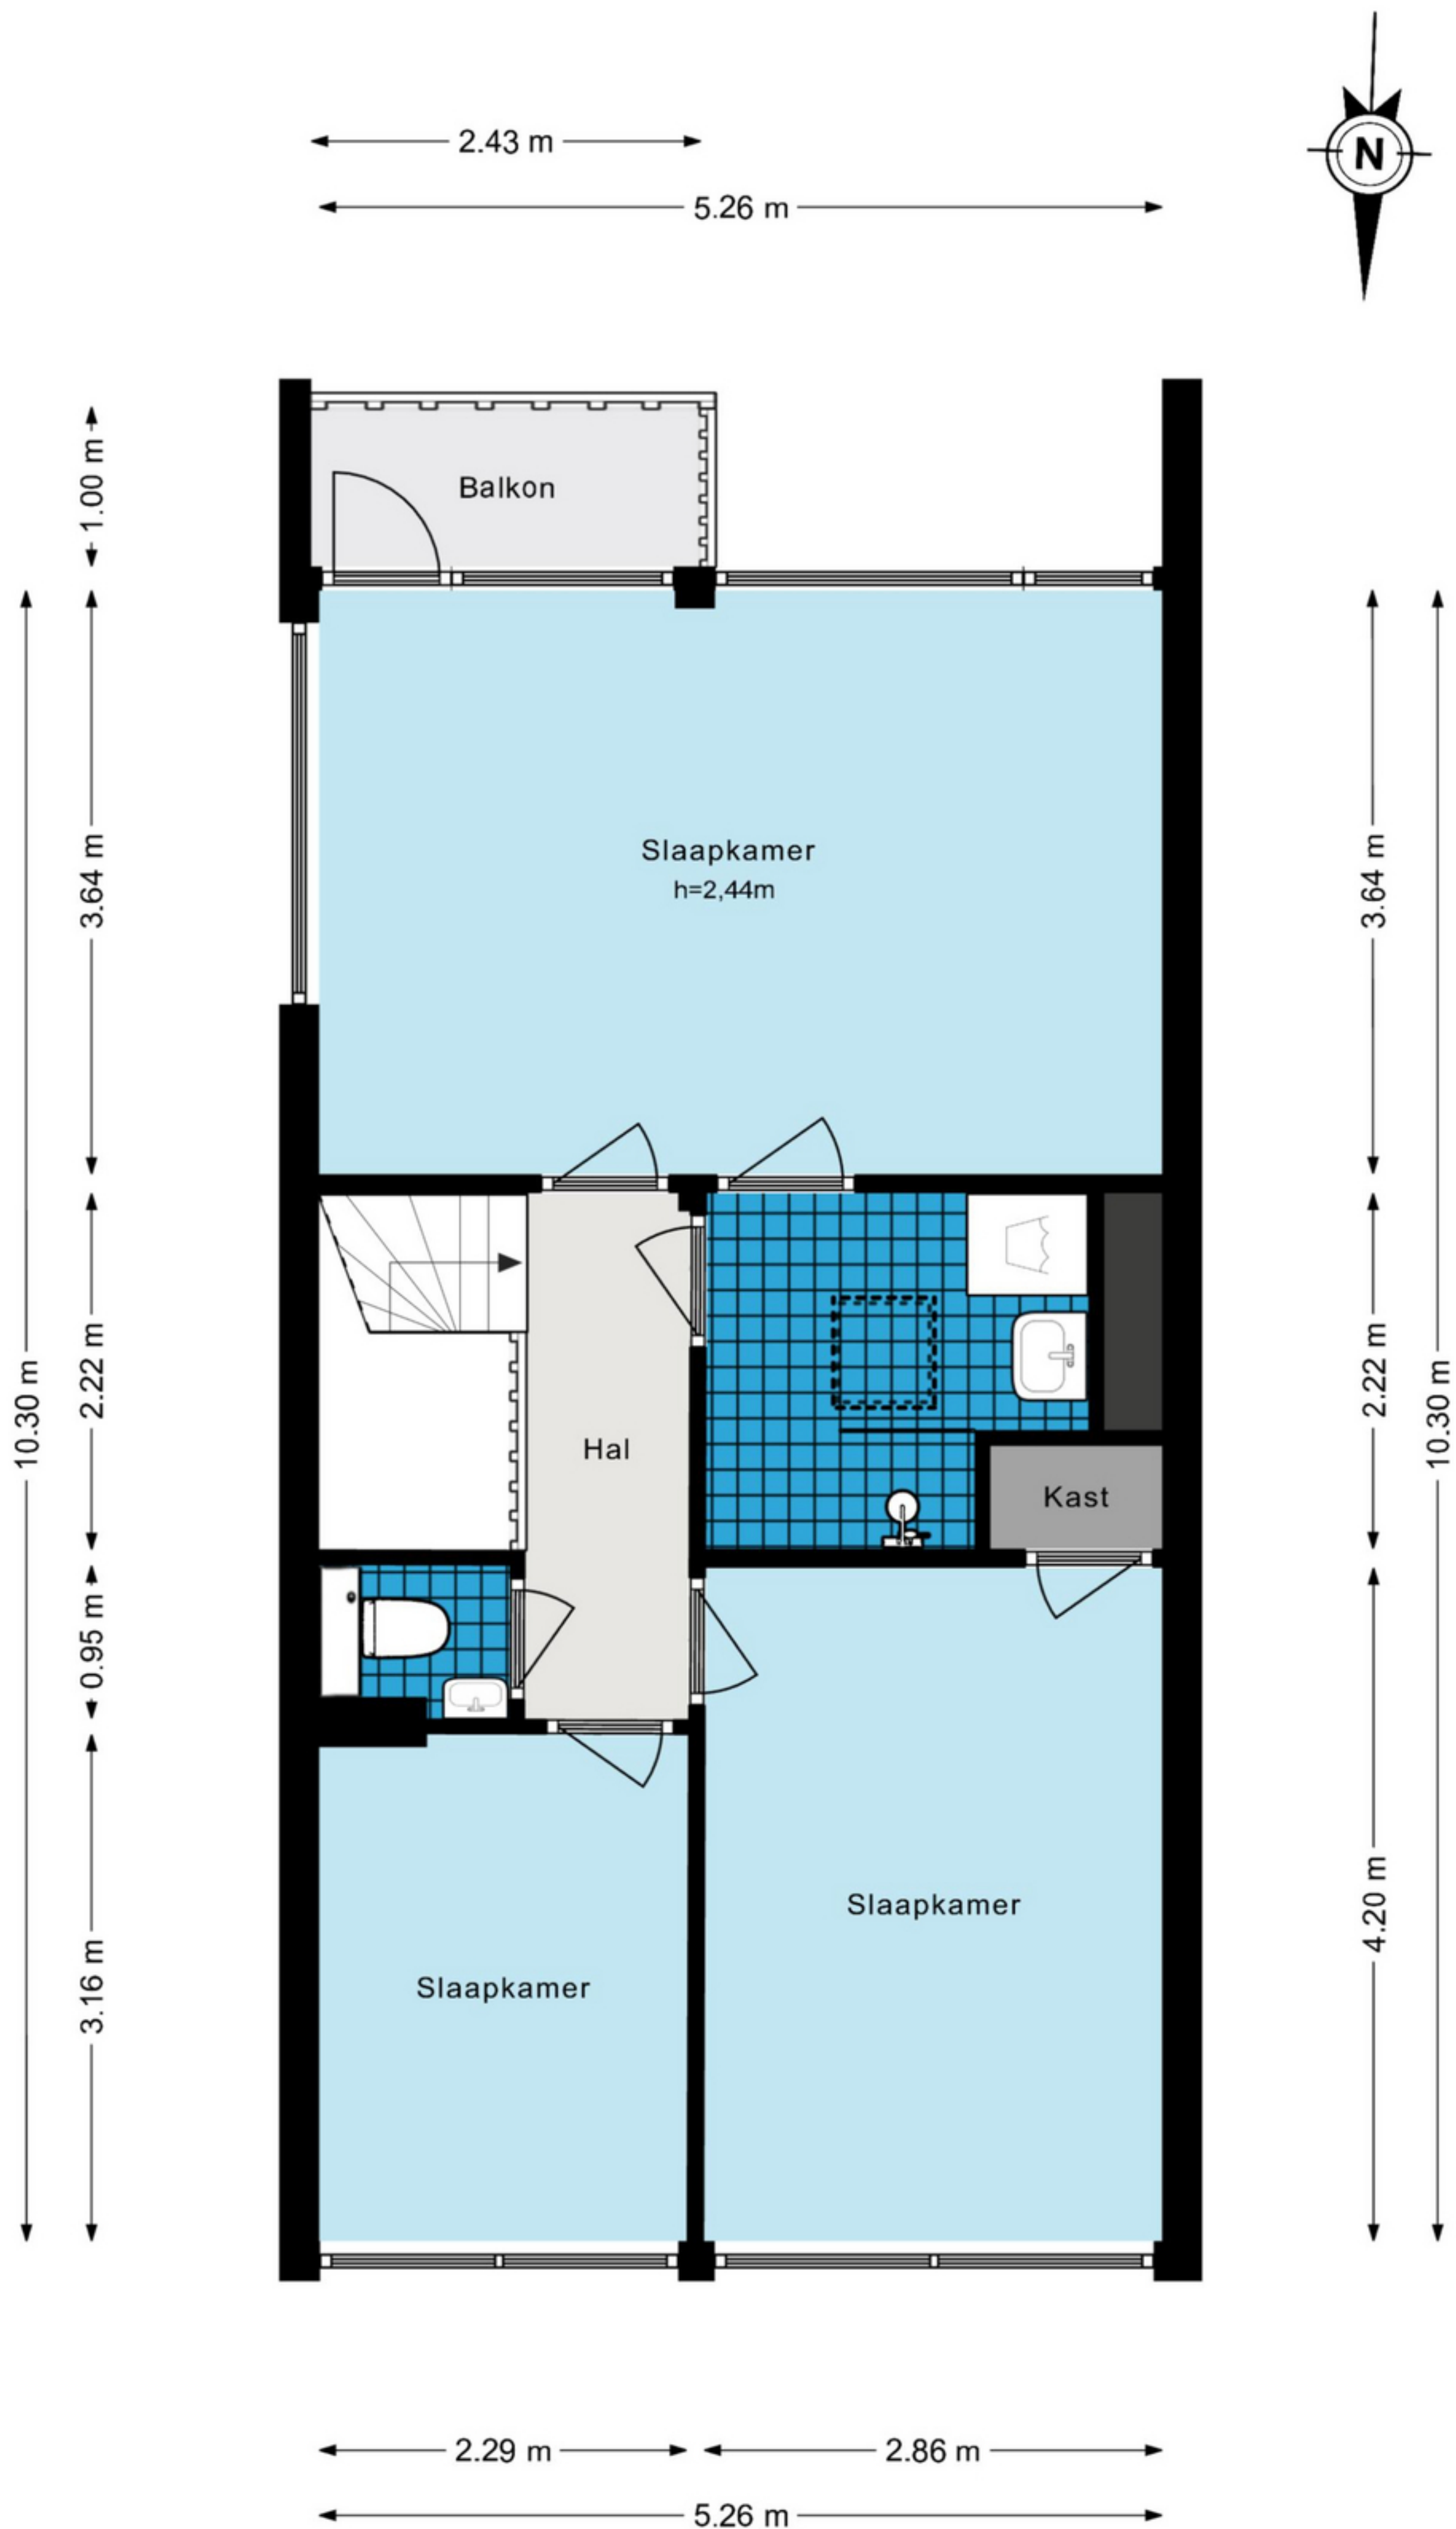 N
2.43 m
5.26 m
Balkon
1.00 m
3.64 m
3.64 m
Slaapkamer
h=2,44m
10.30 m
2.22 m
2.22 m
10.30 m
Hal
Kast
0.95 m
4.20 m
Slaapkamer
3.16 m
Slaapkamer
2.29 m
2.86 m
5.26 m